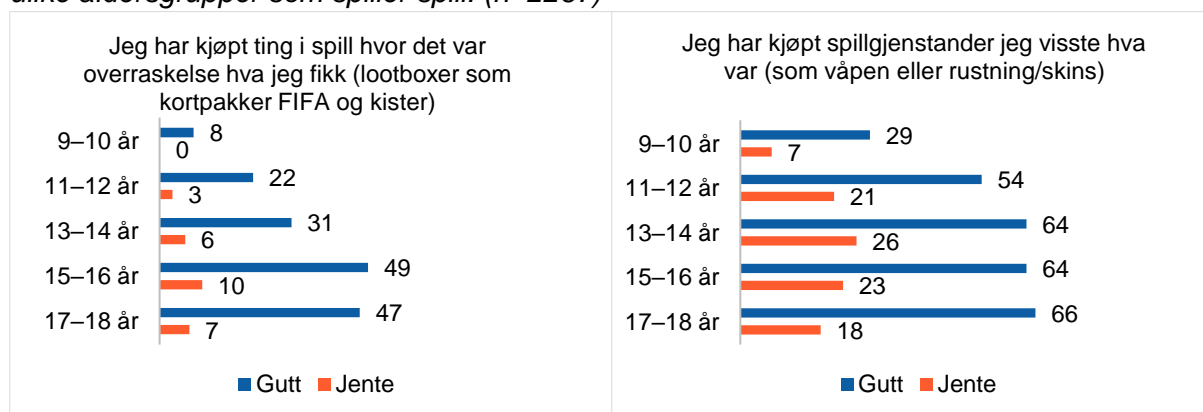 Jeg har kjøpt ting i spill hvor det var
overraskelse hva jeg fikk (lootboxer som
kortpakker FIFA og kister)
9–10 år 8
0
11–12 år 22
3
13–14 år 31
6
15–16 år 49
10
17–18 år 47
7
Gutt Jente
Jeg har kjøpt spillgjenstander jeg visste hva
var (som våpen eller rustning/skins)
9–10 år 29
7
11–12 år 54
21
13–14 år 64
26
15–16 år 64
23
17–18 år 66
18
Gutt Jente